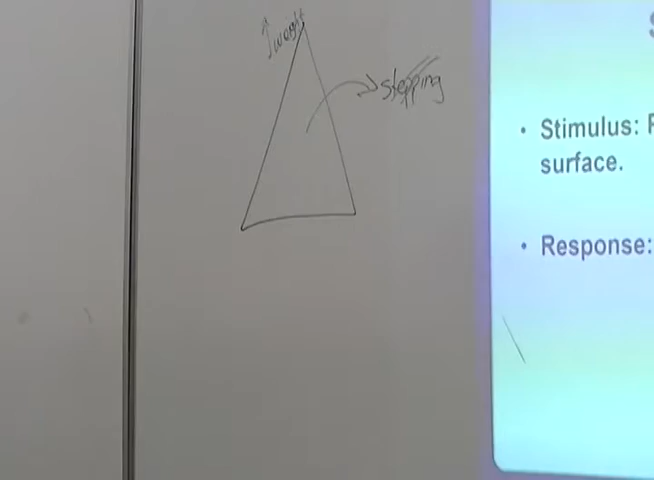 ↑weight
stepping
• Stimulus:
surface.
• Response: